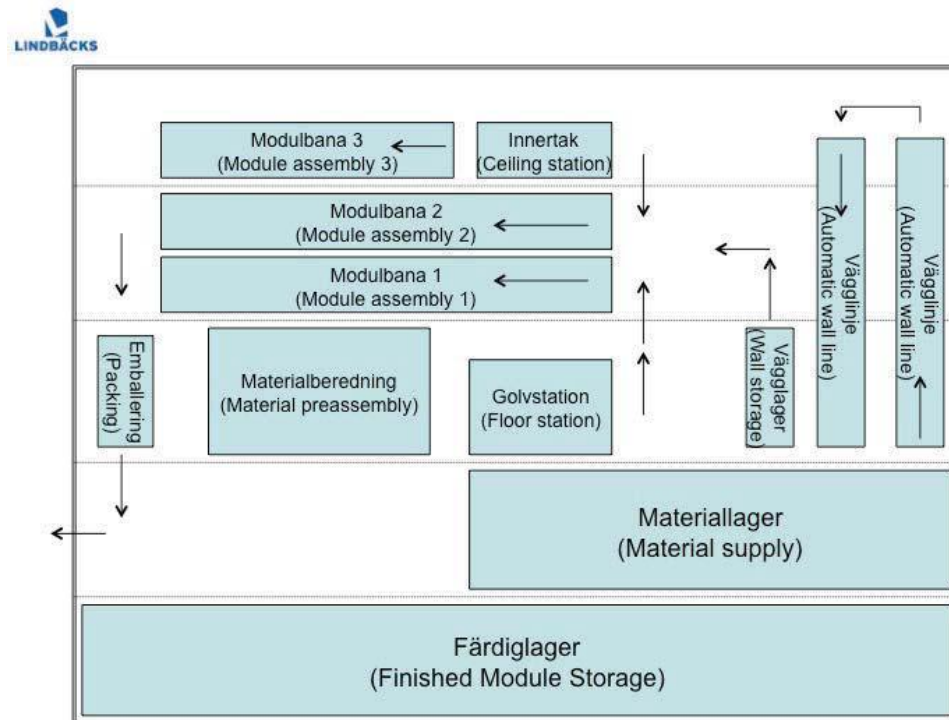 LINDBÄCKS
Modulbana 3
(Module assembly 3)
Innertak
(Ceiling station)
Modulbana 2
(Module assembly 2)
Modulbana 1
(Module assembly 1)
Vägglinje
(Automatic wall line)
Vägglinje
(Automatic wall line)
Emballering
(Packing)
Materialberedning
(Material preassembly)
Golvstation
(Floor station)
Vägglager
(Wall storage)
Materiallager
(Material supply)
Färdiglager
(Finished Module Storage)